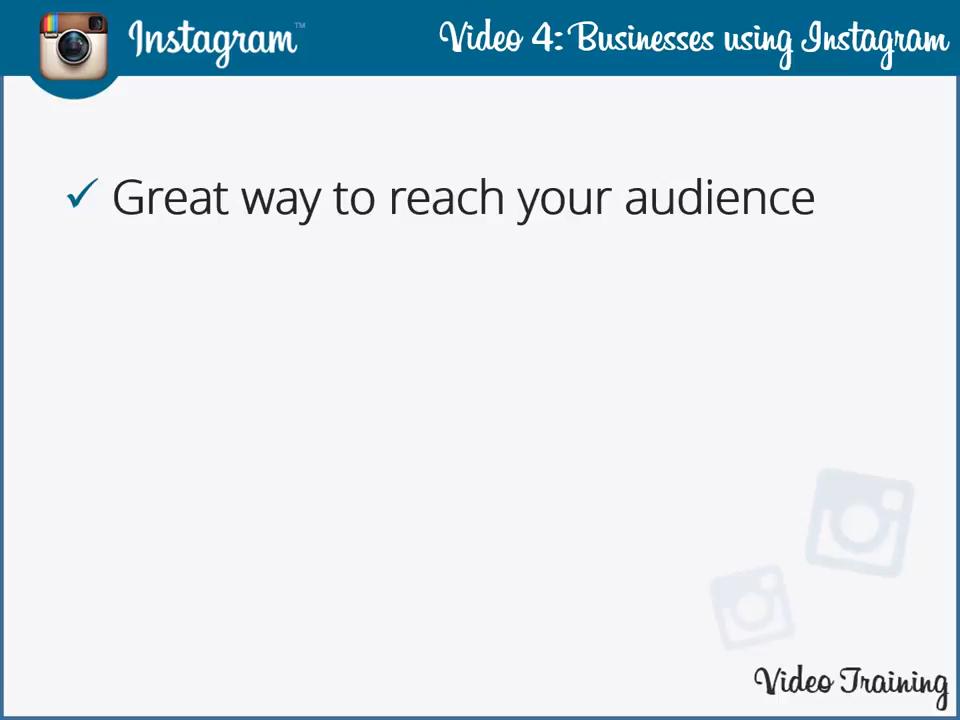 Instagram™
Video 4: Businesses using Instagram
✓ Great way to reach your audience
Video Training